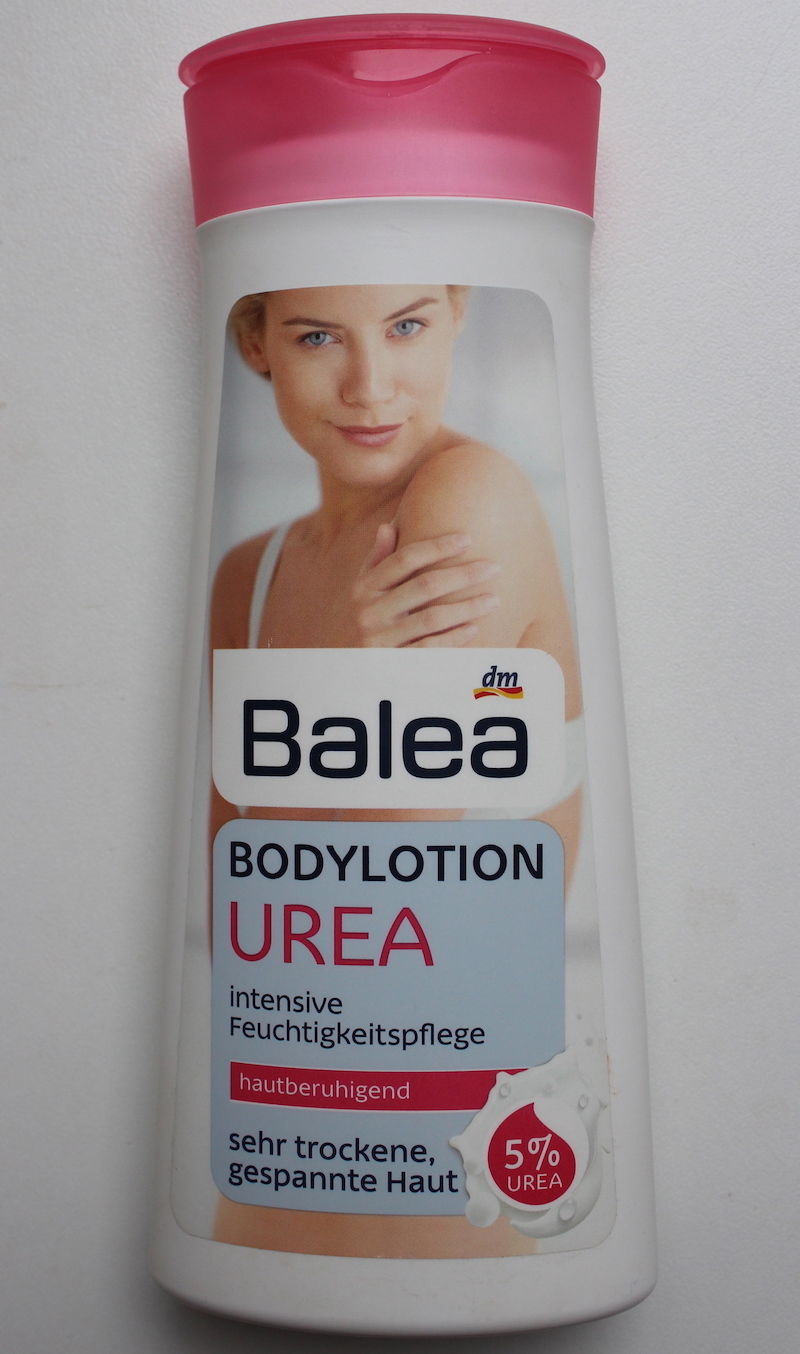 dm
Balea
BODYLOTION
UREA
intensive
Feuchtigkeitspflege
hautberuhigend
sehr trockene,
gespannte Haut
5%
UREA